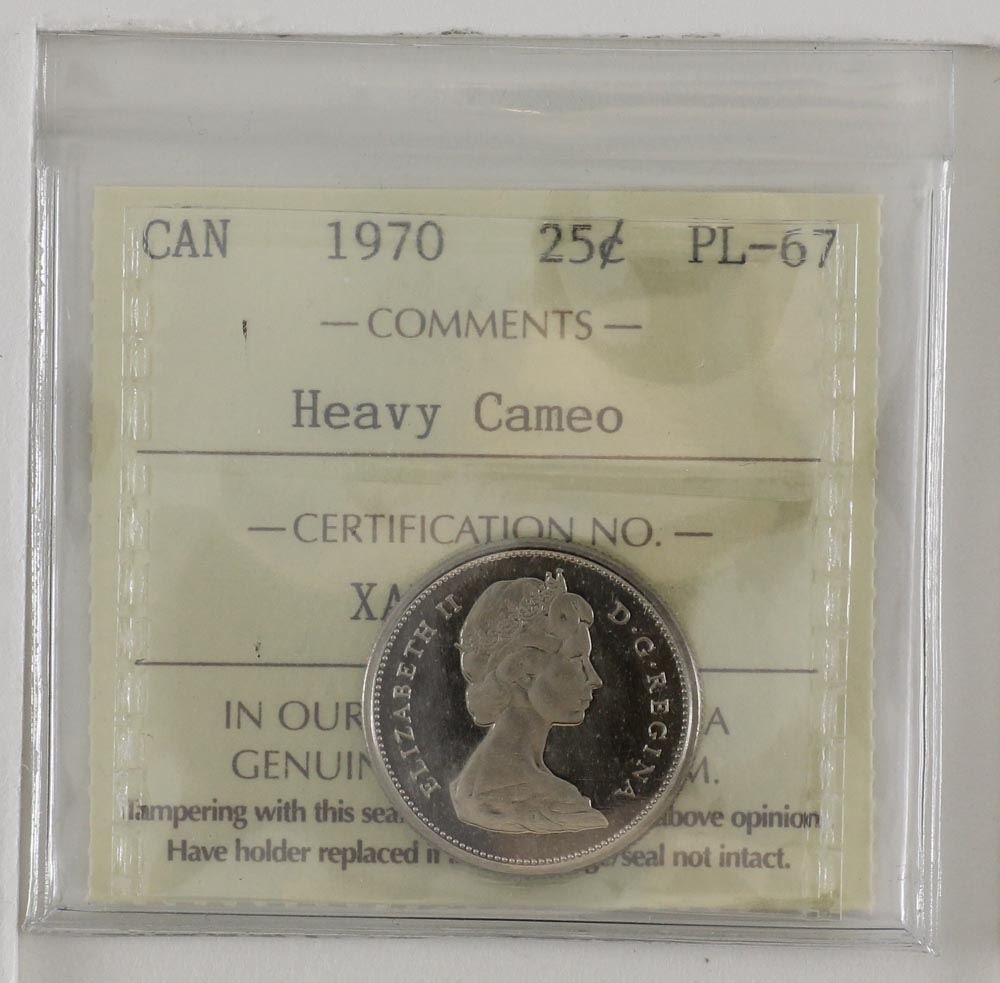 CAN 1970 25¢ PL-67
— COMMENTS —
Heavy Cameo
— CERTIFICATION NO. —
XA
IN OUR A
GENUIN M.
Tampering with this sea above opinion
Have holder replaced if /seal not intact.
ELIZABETH II D·G·REGINA